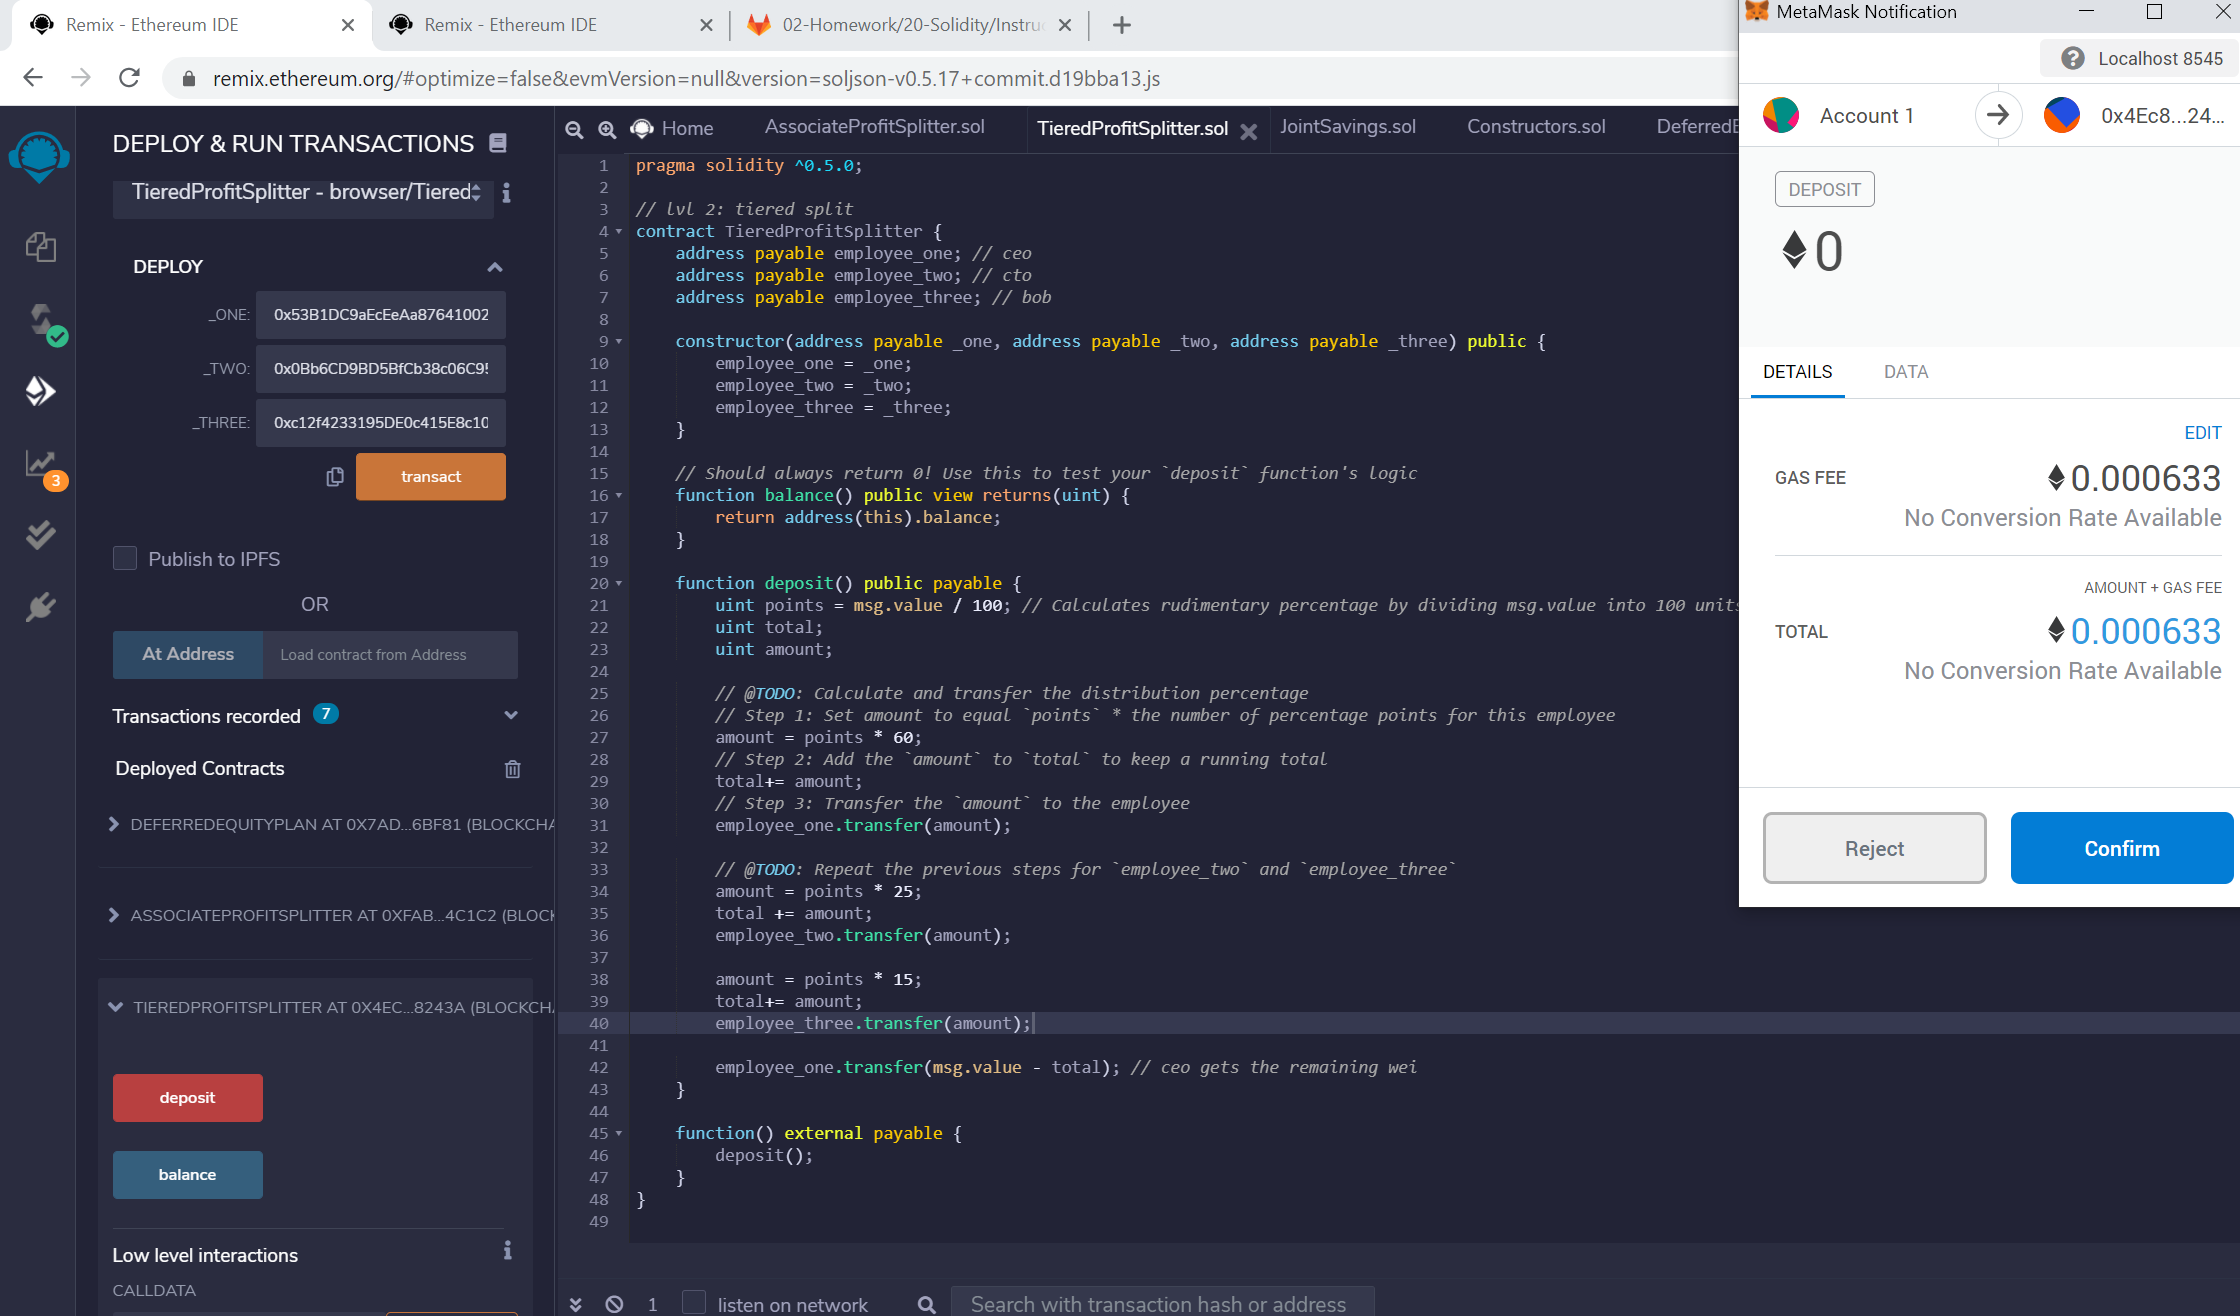 Remix - Ethereum IDE
Remix - Ethereum IDE
02-Homework/20-Solidity/Instruc
remix.ethereum.org/#optimize=false&evmVersion=null&version=soljson-v0.5.17+commit.d19bba13.js
DEPLOY & RUN TRANSACTIONS
TieredProfitSplitter - browser/Tiered
DEPLOY
_ONE: 0x53B1DC9aEcEeAa87641002
_TWO: 0x0Bb6CD9BD5BfCb38c06C95
_THREE: 0xc12f4233195DE0c415E8c10
transact
Publish to IPFS
OR
At Address Load contract from Address
Transactions recorded 7
Deployed Contracts
DEFERREDEQUITYPLAN AT 0X7AD...6BF81 (BLOCKCHA
ASSOCIATEPROFITSPLITTER AT 0XFAB...4C1C2 (BLOCK
TIEREDPROFITSPLITTER AT 0X4EC...8243A (BLOCKCHA
deposit
balance
Low level interactions
CALLDATA
3
Home AssociateProfitSplitter.sol TieredProfitSplitter.sol JointSavings.sol Constructors.sol DeferredE
1 pragma solidity ^0.5.0;
2
3 // lvl 2: tiered split
4 contract TieredProfitSplitter {
5 address payable employee_one; // ceo
6 address payable employee_two; // cto
7 address payable employee_three; // bob
8
9 constructor(address payable _one, address payable _two, address payable _three) public {
10 employee_one = _one;
11 employee_two = _two;
12 employee_three = _three;
13 }
14
15 // Should always return 0! Use this to test your `deposit` function's logic
16 function balance() public view returns(uint) {
17 return address(this).balance;
18 }
19
20 function deposit() public payable {
21 uint points = msg.value / 100; // Calculates rudimentary percentage by dividing msg.value into 100 units
22 uint total;
23 uint amount;
24
25 // @TODO: Calculate and transfer the distribution percentage
26 // Step 1: Set amount to equal `points` * the number of percentage points for this employee
27 amount = points * 60;
28 // Step 2: Add the `amount` to `total` to keep a running total
29 total+= amount;
30 // Step 3: Transfer the `amount` to the employee
31 employee_one.transfer(amount);
32
33 // @TODO: Repeat the previous steps for `employee_two` and `employee_three`
34 amount = points * 25;
35 total += amount;
36 employee_two.transfer(amount);
37
38 amount = points * 15;
39 total+= amount;
40 employee_three.transfer(amount);
41
42 employee_one.transfer(msg.value - total); // ceo gets the remaining wei
43 }
44
45 function() external payable {
46 deposit();
47 }
48 }
49
1 listen on network Search with transaction hash or address
MetaMask Notification
Localhost 8545
Account 1 0x4Ec8...24...
DEPOSIT
0
DETAILS DATA
EDIT
GAS FEE 0.000633
No Conversion Rate Available
AMOUNT + GAS FEE
TOTAL 0.000633
No Conversion Rate Available
Reject Confirm